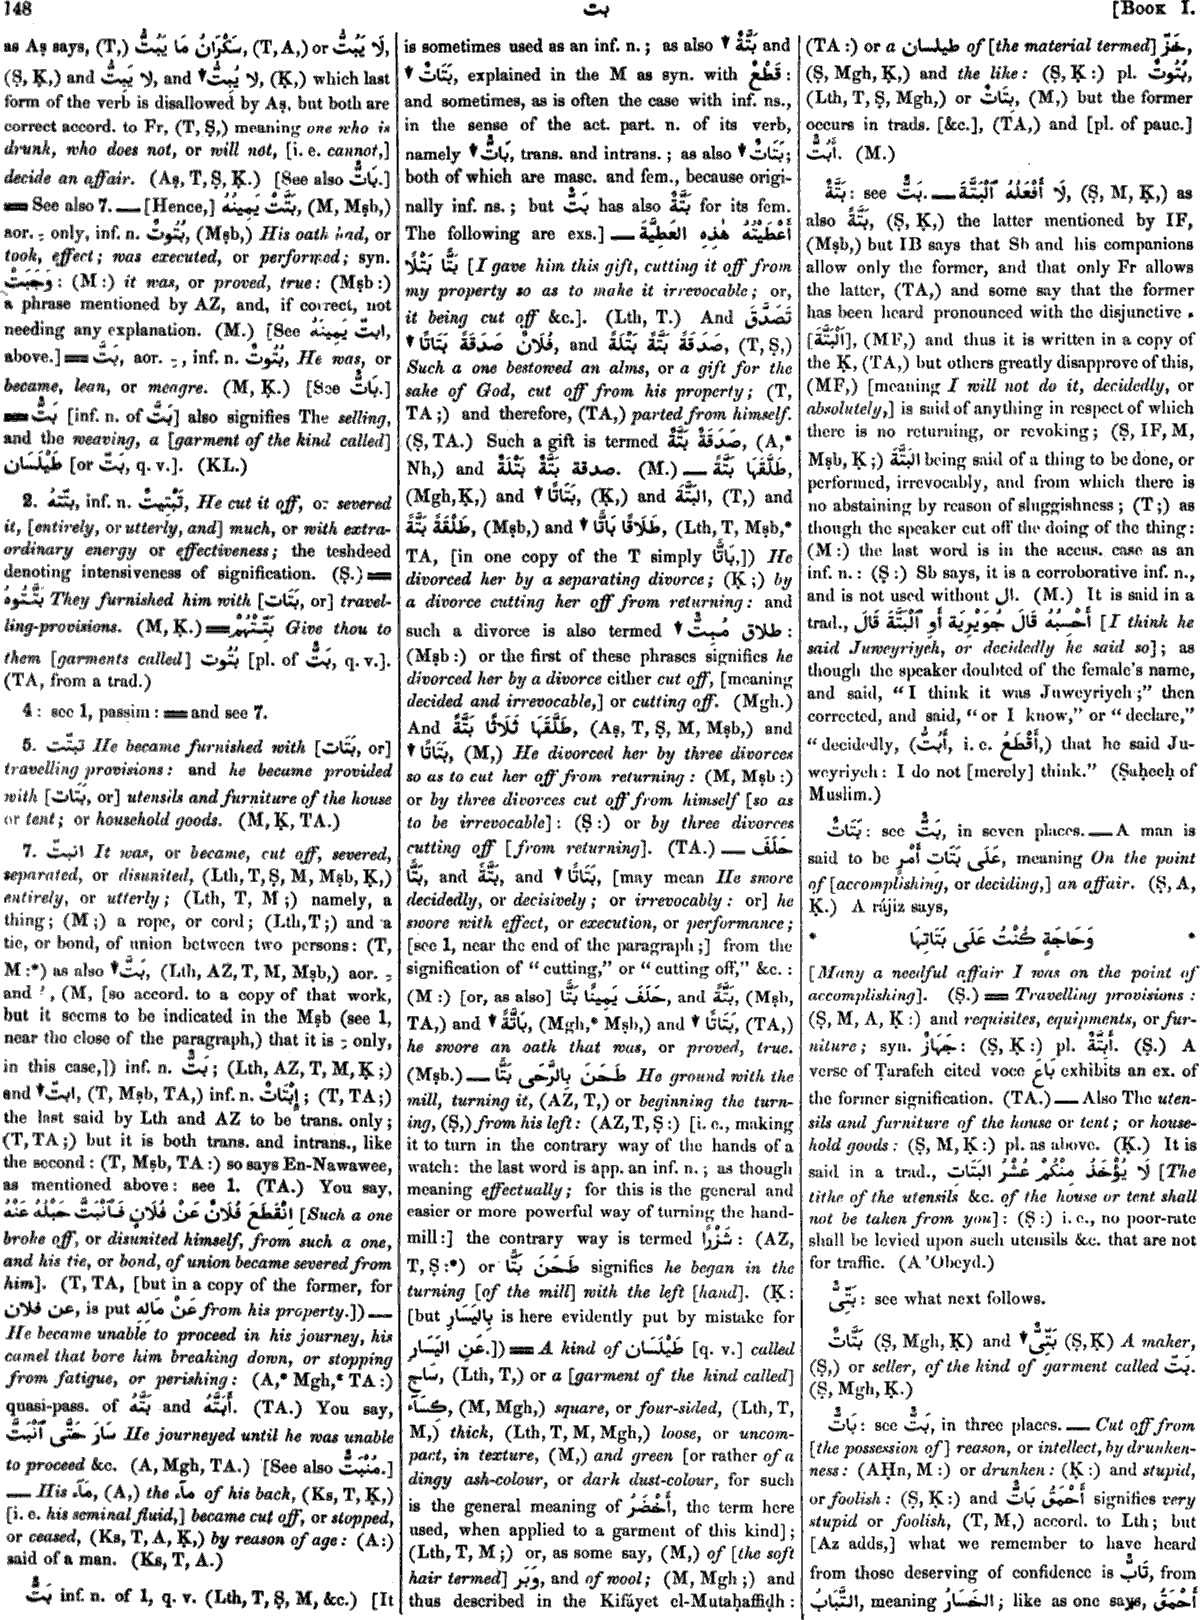 148
بت
[Book I.
as Aṣ says, (T,) سَكْرَانُ مَا يَبُتُّ, (T, A,) or لَا يَبُتُّ,
(Ṣ, Ḳ,) and لا يَبِتُّ, and لا يُبِتُّ, (Ḳ,) which last
form of the verb is disallowed by Aṣ, but both are
correct accord. to Fr, (T, Ṣ,) meaning one who is
drunk, who does not, or will not, [i. e. cannot,]
decide an affair. (Aṣ, T, Ṣ, Ḳ.) [See also بَاتٌّ.]
See also 7. — [Hence,] بَتَّتْ يَمِينُهُ, (M, Mṣb,)
aor. only, inf. n. بُتُوتٌ, (Mṣb,) His oath had, or
took, effect; was executed, or performed; syn.
وَجَبَتْ: (M:) it was, or proved, true: (Mṣb:)
a phrase mentioned by AZ, and, if correct, not
needing any explanation. (M.) [See ابتّ يَمِينَهُ,
above.] بَتَّ, aor. , inf. n. بُتُوتٌ, He was, or
became, lean, or meagre. (M, Ḳ.) [See بَاتٌّ.]
بَتٌّ [inf. n. of بَتَّ] also signifies The selling,
and the weaving, a [garment of the kind called]
طَيْلَسَان [or بَتّ, q. v.]. (KL.)
2. بتّتهُ, inf. n. تَبْتِيتٌ, He cut it off, or severed
it, [entirely, or utterly, and] much, or with extra-
ordinary energy or effectiveness; the teshdeed
denoting intensiveness of signification. (Ṣ.)
بَتَّتُوهُ They furnished him with [بَتَات, or] travel-
ling-provisions. (M, Ḳ.) بَتِّتْهُمْ Give thou to
them [garments called] بُتُوت [pl. of بَتٌّ, q. v.].
(TA, from a trad.)
4: see 1, passim: and see 7.
5. تبتّت He became furnished with [بَتَات, or]
travelling provisions: and he became provided
with [بَتَات, or] utensils and furniture of the house
or tent; or household goods. (M, Ḳ, TA.)
7. انبتّ It was, or became, cut off, severed,
separated, or disunited, (Lth, T, Ṣ, M, Mṣb, Ḳ,)
entirely, or utterly; (Lth, T, M;) namely, a
thing; (M;) a rope, or cord; (Lth, T;) and a
tie, or bond, of union between two persons: (T,
M:*) as also بَتَّ, (Lth, AZ, T, M, Mṣb,) aor.
and , (M, [so accord. to a copy of that work,
but it seems to be indicated in the Mṣb (see 1,
near the close of the paragraph,) that it is only,
in this case,]) inf. n. بَتٌّ; (Lth, AZ, T, M, Ḳ;)
and ابتّ, (T, Mṣb, TA,) inf. n. إِبْتَاتٌ; (T, TA;)
the last said by Lth and AZ to be trans. only;
(T, TA;) but it is both trans. and intrans., like
the second: (T, Mṣb, TA:) so says En-Nawawee,
as mentioned above: see 1. (TA.) You say,
اِنْقَطَعَ فُلَانٌ عَنْ فُلَانٍ فَٱنْبَتَّ حَبْلُهُ عَنْهُ [Such a one
broke off, or disunited himself, from such a one,
and his tie, or bond, of union became severed from
him]. (T, TA, [but in a copy of the former, for
عن فلان, is put عَنْ مَالِهِ from his property.]) —
He became unable to proceed in his journey, his
camel that bore him breaking down, or stopping
from fatigue, or perishing: (A,* Mgh,* TA:)
quasi-pass. of بَتَّهُ and أَبَتَّهُ. (TA.) You say,
سَارَ حَتَّى ٱنْبَتَّ He journeyed until he was unable
to proceed &c. (A, Mgh, TA.) [See also مُنْبَتٌّ.]
— His مَآء, (A,) the مآء of his back, (Ks, T, Ḳ,)
[i. e. his seminal fluid,] became cut off, or stopped,
or ceased, (Ks, T, A, Ḳ,) by reason of age: (A:)
said of a man. (Ks, T, A.)
بَتٌّ inf. n. of 1, q. v. (Lth, T, Ṣ, M, &c.) [It
is sometimes used as an inf. n.; as also بَتَّةٌ and
بَتَاتٌ, explained in the M as syn. with قَطْعٌ:
and sometimes, as is often the case with inf. ns.,
in the sense of the act. part. n. of its verb,
namely بَاتٌّ, trans. and intrans.; as also بَتَاتٌ;
both of which are masc. and fem., because origi-
nally inf. ns.; but بَتٌّ has also بَتَّةٌ for its fem.
The following are exs.] — أَعْطَيْتُهُ هٰذِهِ العَطِيَّةَ
بَتًّا بَتْلًا [I gave him this gift, cutting it off from
my property so as to make it irrevocable; or,
it being cut off &c.]. (Lth, T.) And تَصَدَّقَ
فُلَانٌ صَدَقَةً بَتَاتًا, and صَدَقَةً بَتَّةً بَتْلَةً, (T, Ṣ,)
Such a one bestowed an alms, or a gift for the
sake of God, cut off from his property; (T,
TA;) and therefore, (TA,) parted from himself.
(Ṣ, TA.) Such a gift is termed صَدَقَةٌ بَتَّةٌ, (A,*
Nh,) and صدقة بَتَّةٌ بَتْلَةٌ. (M.) — طَلَّقَهَا بَتَّةً,
(Mgh, Ḳ,) and بَتَاتًا, (Ḳ,) and البَتَّةَ, (T,) and
طَلْقَةً بَتَّةً, (Mṣb,) and طَلَاقًا بَاتًّا, (Lth, T, Mṣb,*
TA, [in one copy of the T simply بَاتًّا,]) He
divorced her by a separating divorce; (Ḳ;) by
a divorce cutting her off from returning: and
such a divorce is also termed طلاق مُبِتٌّ:
(Mṣb:) or the first of these phrases signifies he
divorced her by a divorce either cut off, [meaning
decided and irrevocable,] or cutting off. (Mgh.)
And طَلَّقَهَا ثَلَاثًا بَتَّةً, (Aṣ, T, Ṣ, M, Mṣb,) and
بَتَاتًا, (M,) He divorced her by three divorces
so as to cut her off from returning: (M, Mṣb:)
or by three divorces cut off from himself [so as
to be irrevocable]: (Ṣ:) or by three divorces
cutting off [from returning]. (TA.) — حَلَفَ
بَتًّا, and بَتَّةً, and بَتَاتًا, [may mean He swore
decidedly, or decisively; or irrevocably: or] he
swore with effect, or execution, or performance;
[see 1, near the end of the paragraph;] from the
signification of “cutting,” or “cutting off,” &c.:
(M:) [or, as also] حَلَفَ يَمِينًا بَتًّا, and بَتَّةً, (Mṣb,
TA,) and بَاتَّةً, (Mgh,* Mṣb,) and بَتَاتًا, (TA,)
he swore an oath that was, or proved, true.
(Mṣb.) — طَحَنَ بِالرَّحَى بَتًّا He ground with the
mill, turning it, (AZ, T,) or beginning the turn-
ing, (Ṣ,) from his left: (AZ, T, Ṣ:) [i. e., making
it to turn in the contrary way of the hands of a
watch: the last word is app. an inf. n.; as though
meaning effectually; for this is the general and
easier or more powerful way of turning the hand-
mill:] the contrary way is termed شَزْرًا: (AZ,
T, Ṣ:*) or طَحَنَ بَتًّا signifies he began in the
turning [of the mill] with the left [hand]. (Ḳ:
[but بِاليَسَارِ is here evidently put by mistake for
عَنِ اليَسَارِ.]) A kind of طَيْلَسَان [q. v.] called
سَاج, (Lth, T,) or a [garment of the kind called]
كِسَآء, (M, Mgh,) square, or four-sided, (Lth, T,
M,) thick, (Lth, T, M, Mgh,) loose, or uncom-
pact, in texture, (M,) and green [or rather of a
dingy ash-colour, or dark dust-colour, for such
is the general meaning of أَخْضَرُ, the term here
used, when applied to a garment of this kind];
(Lth, T, M;) or, as some say, (M,) of [the soft
hair termed] وَبَر, and of wool; (M, Mgh;) and
thus described in the Kifáyet el-Mutaḥaffiḍh:
(TA:) or a طيلسان of [the material termed] خَزّ,
(Ṣ, Mgh, Ḳ,) and the like: (Ṣ, Ḳ:) pl. بُتُوتٌ,
(Lth, T, Ṣ, Mgh,) or بِتَاتٌ, (M,) but the former
occurs in trads. [&c.], (TA,) and [pl. of pauc.]
أَبُتٌّ. (M.)
بَتَّةٌ: see بَتٌّ. — لَا أَفْعَلُهُ ٱلْبَتَّةَ, (Ṣ, M, Ḳ,) as
also بَتَّةً, (Ṣ, Ḳ,) the latter mentioned by IF,
(Mṣb,) but IB says that Sb and his companions
allow only the former, and that only Fr allows
the latter, (TA,) and some say that the former
has been heard pronounced with the disjunctive ء
[أَلْبَتَّةَ], (MF,) and thus it is written in a copy of
the Ḳ, (TA,) but others greatly disapprove of this,
(MF,) [meaning I will not do it, decidedly, or
absolutely,] is said of anything in respect of which
there is no returning, or revoking; (Ṣ, IF, M,
Mṣb, Ḳ;) البَتَّةَ being said of a thing to be done, or
performed, irrevocably, and from which there is
no abstaining by reason of sluggishness; (T;) as
though the speaker cut off the doing of the thing:
(M:) the last word is in the accus. case as an
inf. n.: (Ṣ:) Sb says, it is a corroborative inf. n.,
and is not used without ال. (M.) It is said in a
trad., أَحْسِبُهُ قَالَ جُوَيْرِيَةَ أَوِ ٱلْبَتَّةَ قَالَ [I think he
said Juweyriyeh, or decidedly he said so]; as
though the speaker doubted of the female's name,
and said, “I think it was Juweyriyeh;” then
corrected, and said, “or I know,” or “declare,”
“decidedly, (أَبُتُّ, i. e. أَقْطَعُ,) that he said Ju-
weyriyeh: I do not [merely] think.” (Ṣaḥeeḥ of
Muslim.)
بَتَاتٌ: see بَتٌّ, in seven places. — A man is
said to be عَلَى بَتَاتِ أَمْرٍ, meaning On the point
of [accomplishing, or deciding,] an affair. (Ṣ, A,
Ḳ.) A rájiz says,
* وَحَاجَةٍ كُنْتُ عَلَى بَتَاتِهَا *
[Many a needful affair I was on the point of
accomplishing]. (Ṣ.) Travelling provisions:
(Ṣ, M, A, Ḳ:) and requisites, equipments, or fur-
niture; syn. جَهَازٌ: (Ṣ, Ḳ:) pl. أَبِتَّةٌ. (Ṣ.) A
verse of Ṭarafeh cited voce بَاعَ exhibits an ex. of
the former signification. (TA.) — Also The uten-
sils and furniture of the house or tent; or house-
hold goods: (Ṣ, M, Ḳ:) pl. as above. (Ḳ.) It is
said in a trad., لَا يُؤْخَذُ مِنْكُمْ عُشْرُ البَتَاتِ [The
tithe of the utensils &c. of the house or tent shall
not be taken from you]: (Ṣ:) i. e., no poor-rate
shall be levied upon such utensils &c. that are not
for traffic. (A 'Obeyd.)
بَتِّىٌّ: see what next follows.
بَتَّاتٌ (Ṣ, Mgh, Ḳ) and بَتِّىٌّ (Ṣ, Ḳ) A maker,
(Ṣ,) or seller, of the kind of garment called بَتّ.
(Ṣ, Mgh, Ḳ.)
بَاتٌّ: see بَتٌّ, in three places. — Cut off from
[the possession of] reason, or intellect, by drunken-
ness: (AḤn, M:) or drunken: (Ḳ:) and stupid,
or foolish: (Ṣ, Ḳ:) and أَحْمَقُ بَاتٌّ signifies very
stupid or foolish, (T, M,) accord. to Lth; but
[Az adds,] what we remember to have heard
from those deserving of confidence is تَابٌّ, from
التَّبَابُ, meaning الخَسَارُ; like as one says, أَحْمَقُ